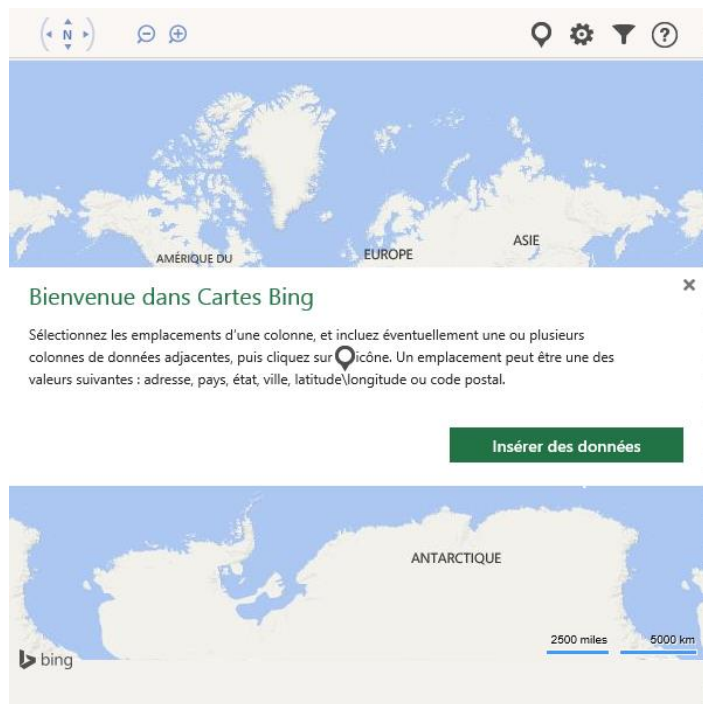 N
?
AMÉRIQUE DU
EUROPE
ASIE
Bienvenue dans Cartes Bing
Sélectionnez les emplacements d'une colonne, et incluez éventuellement une ou plusieurs
colonnes de données adjacentes, puis cliquez sur icône. Un emplacement peut être une des
valeurs suivantes : adresse, pays, état, ville, latitude\longitude ou code postal.
Insérer des données
ANTARCTIQUE
2500 miles 5000 km
bing